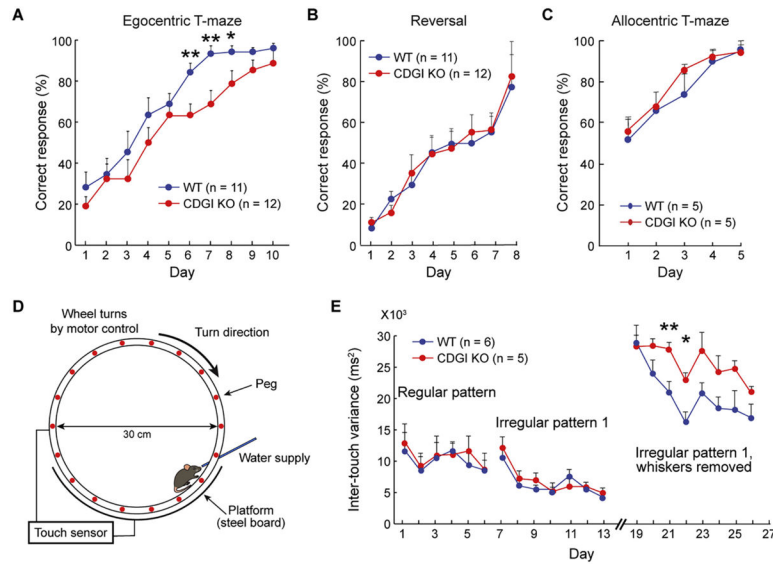 A
Egocentric T-maze
Correct response (%)
100
80
60
40
20
0
** ** *
WT (n = 11)
CDGI KO (n = 12)
1 2 3 4 5 6 7 8 9 10
Day
B
Reversal
Correct response (%)
100
80
60
40
20
0
WT (n = 11)
CDGI KO (n = 12)
1 2 3 4 5 6 7 8
Day
C
Allocentric T-maze
Correct response (%)
100
80
60
40
20
0
WT (n = 5)
CDGI KO (n = 5)
1 2 3 4 5
Day
D
Wheel turns
by motor control
Turn direction
Peg
30 cm
Water supply
Platform
(steel board)
Touch sensor
E
X10³
Inter-touch variance (ms²)
30
25
20
15
10
5
0
WT (n = 6)
CDGI KO (n = 5)
Regular pattern
Irregular pattern 1
** *
Irregular pattern 1,
whiskers removed
1 3 5 7 9 11 13 19 21 23 25 27
Day